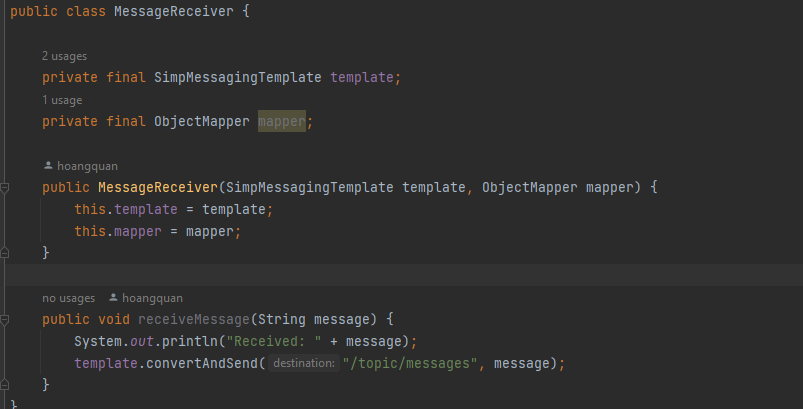 public class MessageReceiver {
2 usages
private final SimpMessagingTemplate template;
1 usage
private final ObjectMapper mapper;
hoangquan
public MessageReceiver(SimpMessagingTemplate template, ObjectMapper mapper) {
this.template = template;
this.mapper = mapper;
}
no usages hoangquan
public void receiveMessage(String message) {
System.out.println("Received: " + message);
template.convertAndSend( destination: "/topic/messages", message);
}
}